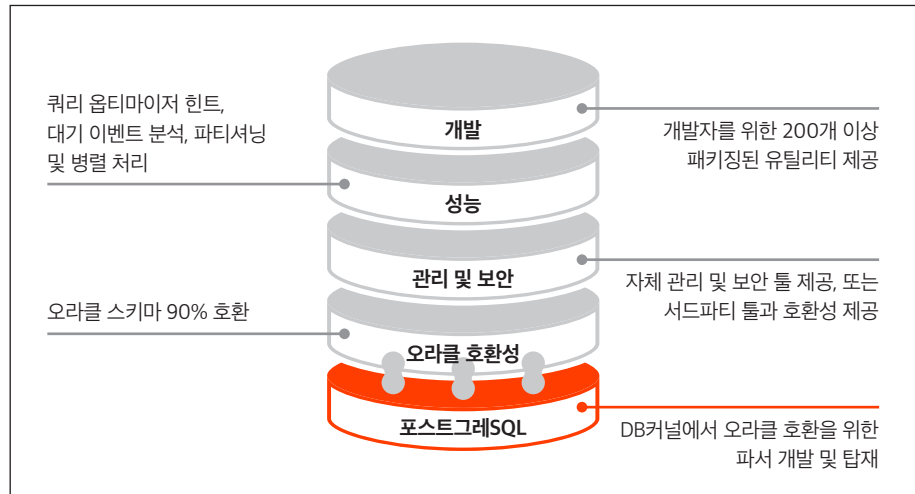 쿼리 옵티마이저 힌트,
대기 이벤트 분석, 파티셔닝
및 병렬 처리
개발
개발자를 위한 200개 이상
패키징된 유틸리티 제공
성능
관리 및 보안
자체 관리 및 보안 툴 제공, 또는
서드파티 툴과 호환성 제공
오라클 스키마 90% 호환
오라클 호환성
포스트그레SQL
DB커널에서 오라클 호환을 위한
파서 개발 및 탑재